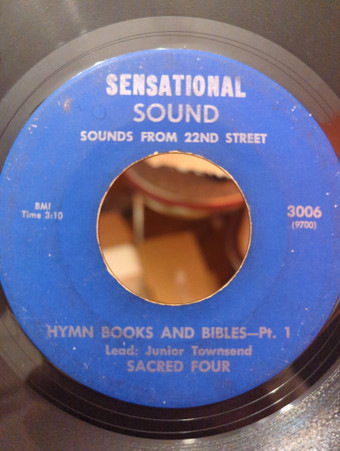 SENSATIONAL
SOUND
SOUNDS FROM 22ND STREET
BMI
Time 3:10
3006
(9700)
HYMN BOOKS AND BIBLES—Pt. 1
Lead: Junior Townsend
SACRED FOUR